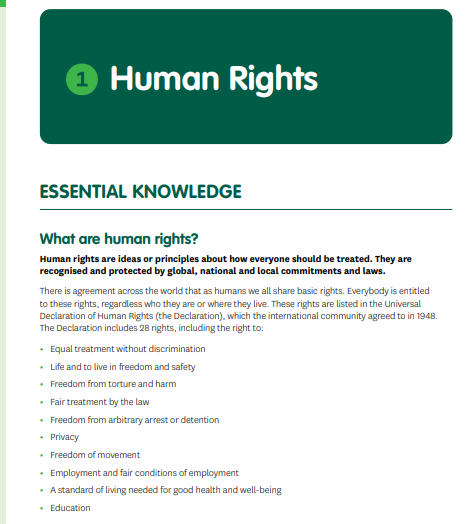 1 Human Rights
ESSENTIAL KNOWLEDGE
What are human rights?
Human rights are ideas or principles about how everyone should be treated. They are
recognised and protected by global, national and local commitments and laws.
There is agreement across the world that as humans we all share basic rights. Everybody is entitled
to these rights, regardless who they are or where they live. These rights are listed in the Universal
Declaration of Human Rights (the Declaration), which the international community agreed to in 1948.
The Declaration includes 28 rights, including the right to:
• Equal treatment without discrimination
• Life and to live in freedom and safety
• Freedom from torture and harm
• Fair treatment by the law
• Freedom from arbitrary arrest or detention
• Privacy
• Freedom of movement
• Employment and fair conditions of employment
• A standard of living needed for good health and well-being
• Education